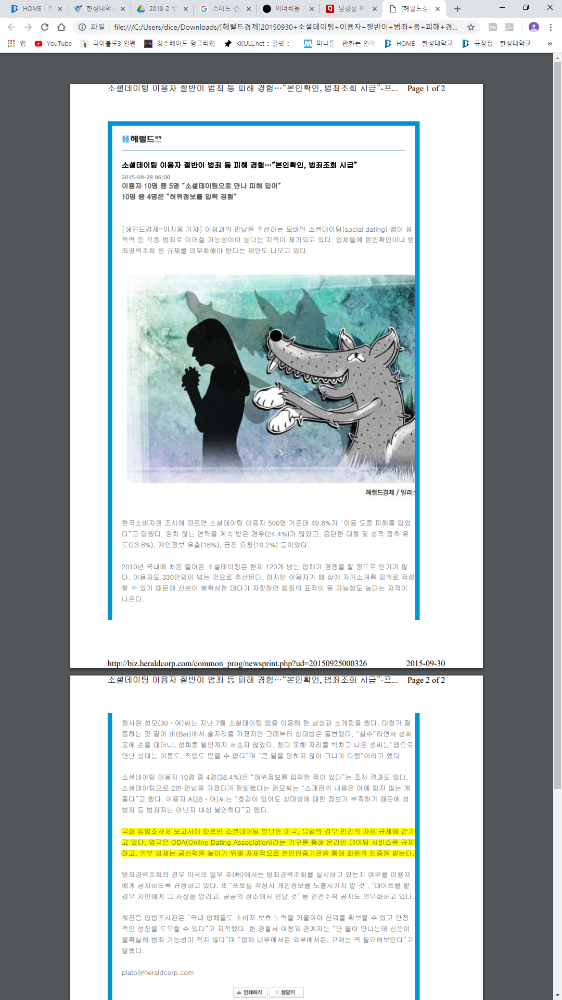 HOME - 한
한성대학교
2018-2 수
스마트 컨
이더리움
남경필 아
[헤럴드경
파일
file:///C:/Users/dice/Downloads/[헤럴드경제]20150930+소셜데이팅+이용자+절반이+범죄+등+피해+경...
앱
YouTube
디아블로3 인벤
킹스레이드 헝그리앱
KKULL.net :: 꿀넷 ::
미니툰 - 만화는 언제
HOME - 한성대학교
규정집 - 한성대학교
»
소셜데이팅 이용자 절반이 범죄 등 피해 경험…“본인확인, 범죄조회 시급”-프... Page 1 of 2
헤럴드경제
소셜데이팅 이용자 절반이 범죄 등 피해 경험…“본인확인, 범죄조회 시급”
2015-09-28 06:00
이용자 10명 중 5명 “소셜데이팅으로 만나 피해 입어”
10명 중 4명은 “허위정보를 입력 경험”
[헤럴드경제=이지웅 기자] 이성과의 만남을 주선하는 모바일 소셜데이팅(social dating) 앱이 성
폭력 등 각종 범죄로 이어질 가능성이이 높다는 지적이 제기되고 있다. 업체들에 본인확인이나 범
죄경력조회 등 규제를 의무화해야 한다는 제안도 나오고 있다.
헤럴드경제 / 일러스
한국소비자원 조사에 따르면 소셜데이팅 이용자 500명 가운데 49.8%가 “이용 도중 피해를 입었
다”고 답했다. 원치 않는 연락을 계속 받은 경우(24.4%)가 많았고, 음란한 대화 및 성적 접촉 유
도(23.8%), 개인정보 유출(16%), 금전 요청(10.2%) 등이었다.
2010년 국내에 처음 들어온 소셜데이팅은 현재 120개 넘는 업체가 경쟁을 할 정도로 인기가 많
다. 이용자도 330만명이 넘는 것으로 추산된다. 하지만 이용자가 앱 상에 자기소개를 임의로 작성
할 수 있기 때문에 신분이 불확실한 데다가 자칫하면 범죄의 표적이 될 가능성도 높다는 지적이
나온다.
http://biz.heraldcorp.com/common_prog/newsprint.php?ud=20150925000326 2015-09-30
소셜데이팅 이용자 절반이 범죄 등 피해 경험…“본인확인, 범죄조회 시급”-프... Page 2 of 2
회사원 성모(30·여)씨는 지난 7월 소셜데이팅 앱을 이용해 한 남성과 소개팅을 했다. 대화가 잘
통하는 것 같아 바(Bar)에서 술자리를 가졌지만 그때부터 상대방은 돌변했다. “실수”라면서 성씨
몸에 손을 대더니, 성희롱 발언까지 서슴지 않았다. 참다 못해 자리를 박차고 나온 성씨는“앱으로
만난 상대는 이름도, 직업도 믿을 수 없다”며 “큰 일을 당하지 않아 그나마 다행”이라고 했다.
소셜데이팅 이용자 10명 중 4명(38.4%)은 “허위정보를 입력한 적이 있다”는 조사 결과도 있다.
소셜데이팅으로 2번 만남을 가졌다가 탈퇴했다는 권모씨는 “소개란의 내용은 아예 믿지 않는 게
좋다”고 했다. 이용자 A(28·여)씨는 “호감이 있어도 상대방에 대한 정보가 부족하기 때문에 성
범죄 등 범죄자는 아닌지 내심 불안하다”고 했다.
국회 입법조사처 보고서에 따르면 소셜데이팅 발달한 미국, 유럽의 경우 민간의 자율 규제에 맡기
고 있다. 영국은 ODA(Online Dating Association)라는 기구를 통해 온라인 데이팅 서비스를 규제
하고, 일부 업체는 공신력을 높이기 위해 자체적으로 본인인증기관을 통해 회원의 인증을 받는다.
범죄경력조회의 경우 미국의 일부 주(州)에서는 범죄경력조회를 실시하고 있는지 여부를 이용자
에게 공지하도록 규정하고 있다. 또 ‘프로필 작성시 개인정보를 노출시키지 말 것’, ‘데이트를 할
경우 지인에게 그 사실을 알리고, 공공의 장소에서 만날 것’ 등 안전수칙 공지도 의무화하고 있다.
최진응 입법조사관은 “국내 업체들도 소비자 보호 노력을 기울여야 신뢰를 확보할 수 있고 안정
적인 성장을 도모할 수 있다”고 지적했다. 한 경찰서 여청과 관계자는 “단 둘이 만나는데 신분이
불확실해 범죄 가능성이 적지 않다”며 “업체 내부에서든 외부에서든, 규제는 꼭 필요해보인다”고
말했다.
plato@heraldcorp.com
인쇄하기
창닫기